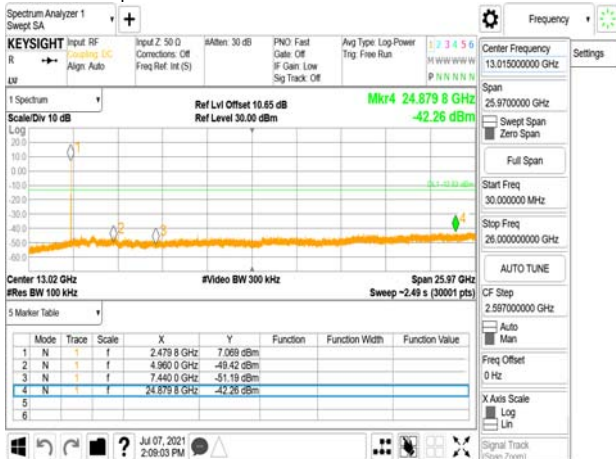 Spectrum Analyzer 1
Swept SA
+
Frequency
KEYSIGHT
R
Input: RF
Coupling: DC
Align: Auto
Input Z: 50 Ω
Corrections: Off
Freq Ref: Int (S)
#Atten: 30 dB
PNO: Fast
Gate: Off
IF Gain: Low
Sig Track: Off
Avg Type: Log-Power
Trig: Free Run
1 2 3 4 5 6
M W W W W W
P N N N N N
1 Spectrum
Scale/Div 10 dB
Ref Lvl Offset 10.65 dB
Ref Level 30.00 dBm
Mkr4 24.879 8 GHz
-42.26 dBm
Log
20.0
10.0
0.00
-10.0
-20.0
-30.0
-40.0
-50.0
-60.0
1
2
3
4
Center 13.02 GHz
#Res BW 100 kHz
#Video BW 300 kHz
Span 25.97 GHz
Sweep ~2.49 s (30001 pts)
5 Marker Table
Mode Trace Scale X Y Function Function Width Function Value
1 N 1 f 2.479 8 GHz 7.069 dBm
2 N 1 f 4.960 0 GHz -49.42 dBm
3 N 1 f 7.440 0 GHz -51.19 dBm
4 N 1 f 24.879 8 GHz -42.26 dBm
5
6
?
Jul 07, 2021
2:09:03 PM
Center Frequency
13.015000000 GHz
Settings
Span
25.9700000 GHz
Swept Span
Zero Span
Full Span
Start Freq
30.000000 MHz
Stop Freq
26.000000000 GHz
AUTO TUNE
CF Step
2.597000000 GHz
Auto
Man
Freq Offset
0 Hz
X Axis Scale
Log
Lin
Signal Track
(Span Zoom)